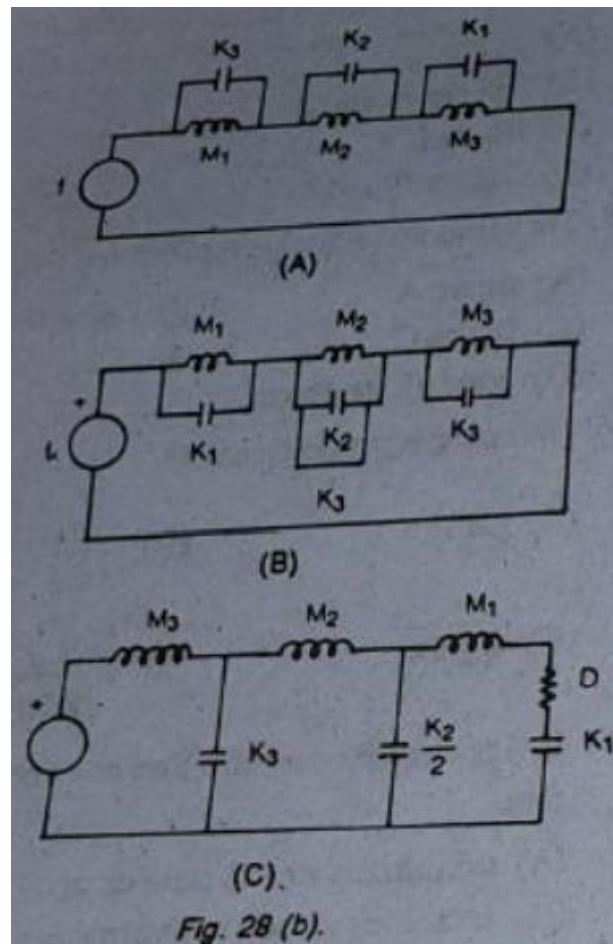 K3 K2 K1
M1 M2 M3
(A)
M1 M2 M3
+
K1 K2 K3
K3
(B)
M3 M2 M1
+
D
K3 K2/2 K1
(C).
Fig. 28 (b).